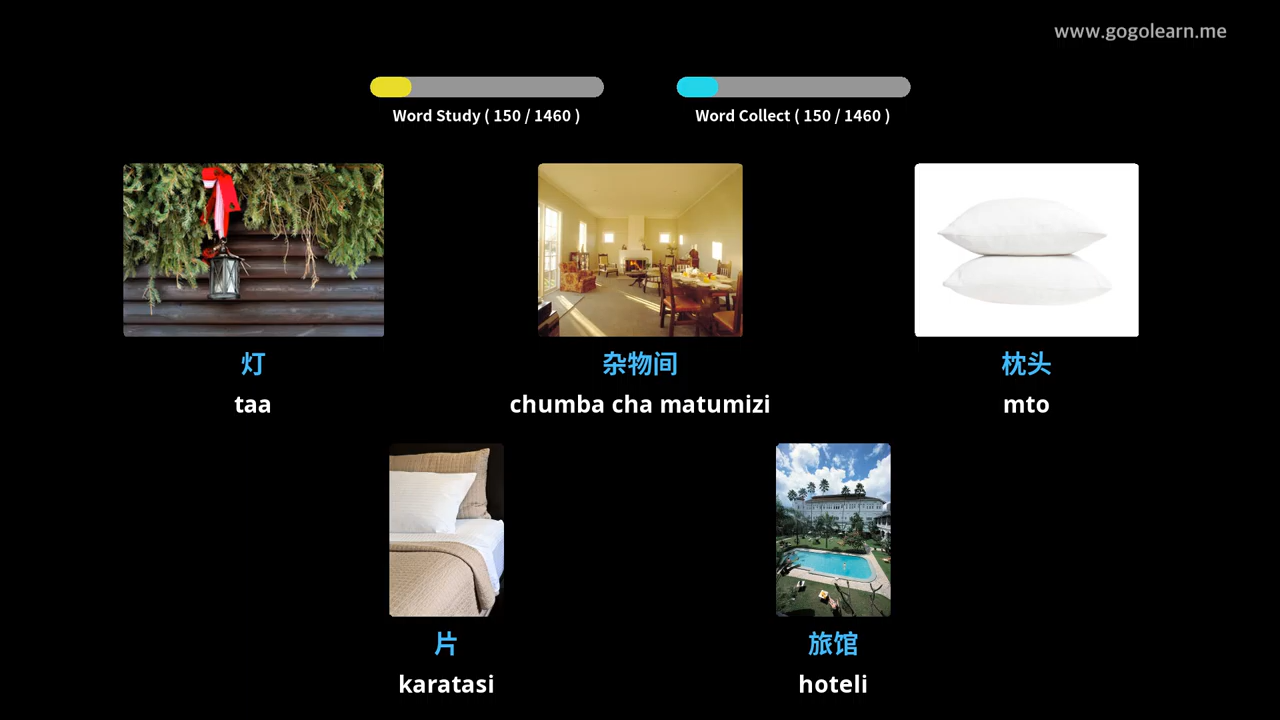 www.gogolearn.me
Word Study ( 150 / 1460 )
Word Collect ( 150 / 1460 )
灯
taa
杂物间
chumba cha matumizi
枕头
mto
片
karatasi
旅馆
hoteli